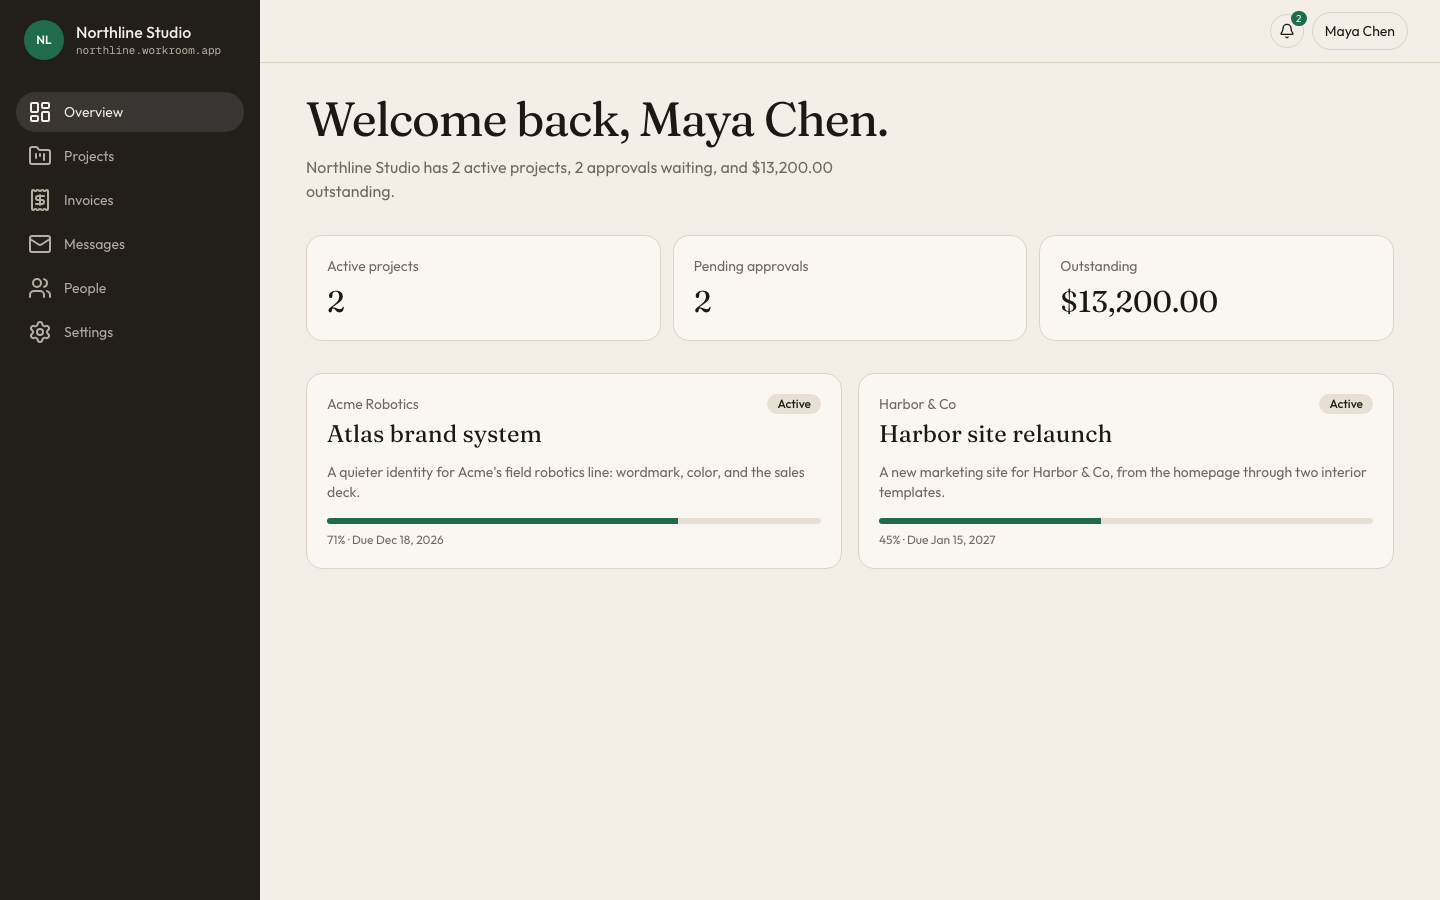 NL
Northline Studio
northline.workroom.app
Overview
Projects
Invoices
Messages
People
Settings
2
Maya Chen
Welcome back, Maya Chen.
Northline Studio has 2 active projects, 2 approvals waiting, and $13,200.00
outstanding.
Active projects
2
Pending approvals
2
Outstanding
$13,200.00
Acme Robotics
Active
Atlas brand system
A quieter identity for Acme's field robotics line: wordmark, color, and the sales
deck.
71% · Due Dec 18, 2026
Harbor & Co
Active
Harbor site relaunch
A new marketing site for Harbor & Co, from the homepage through two interior
templates.
45% · Due Jan 15, 2027